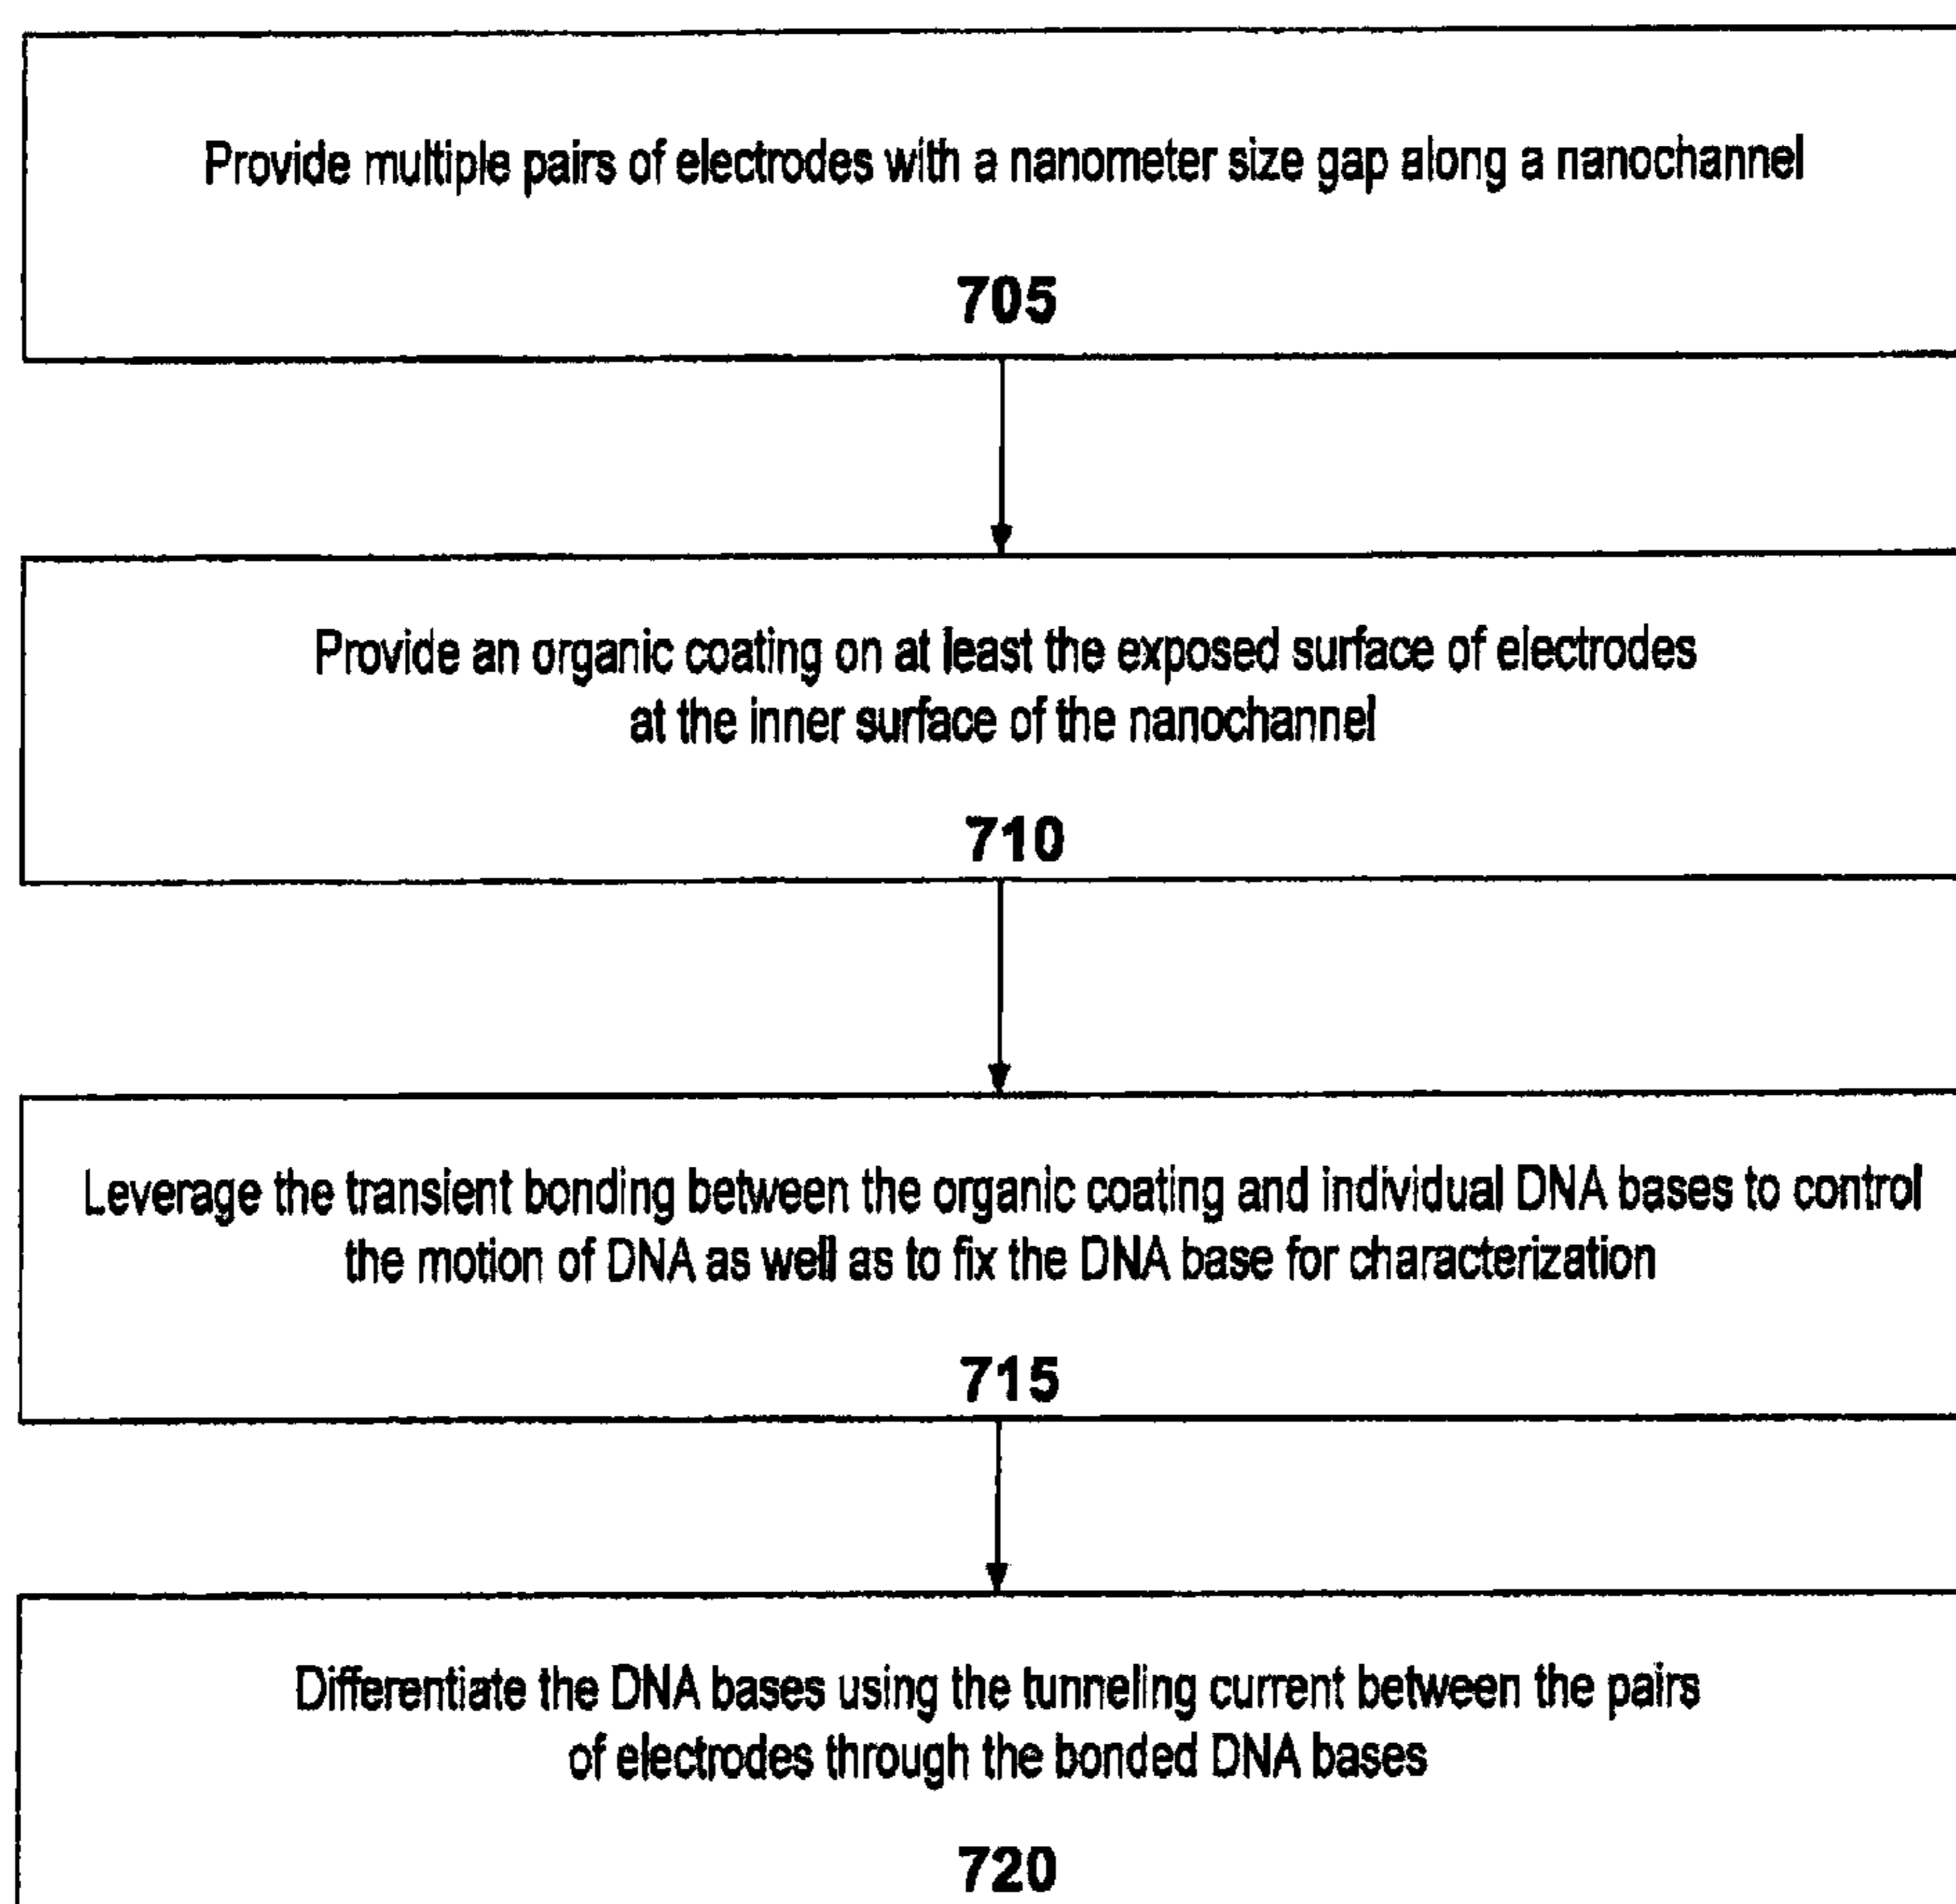 Provide multiple pairs of electrodes with a nanometer size gap along a nanochannel
705
Provide an organic coating on at least the exposed surface of electrodes
at the inner surface of the nanochannel
710
Leverage the transient bonding between the organic coating and individual DNA bases to control
the motion of DNA as well as to fix the DNA base for characterization
715
Differentiate the DNA bases using the tunneling current between the pairs
of electrodes through the bonded DNA bases
720